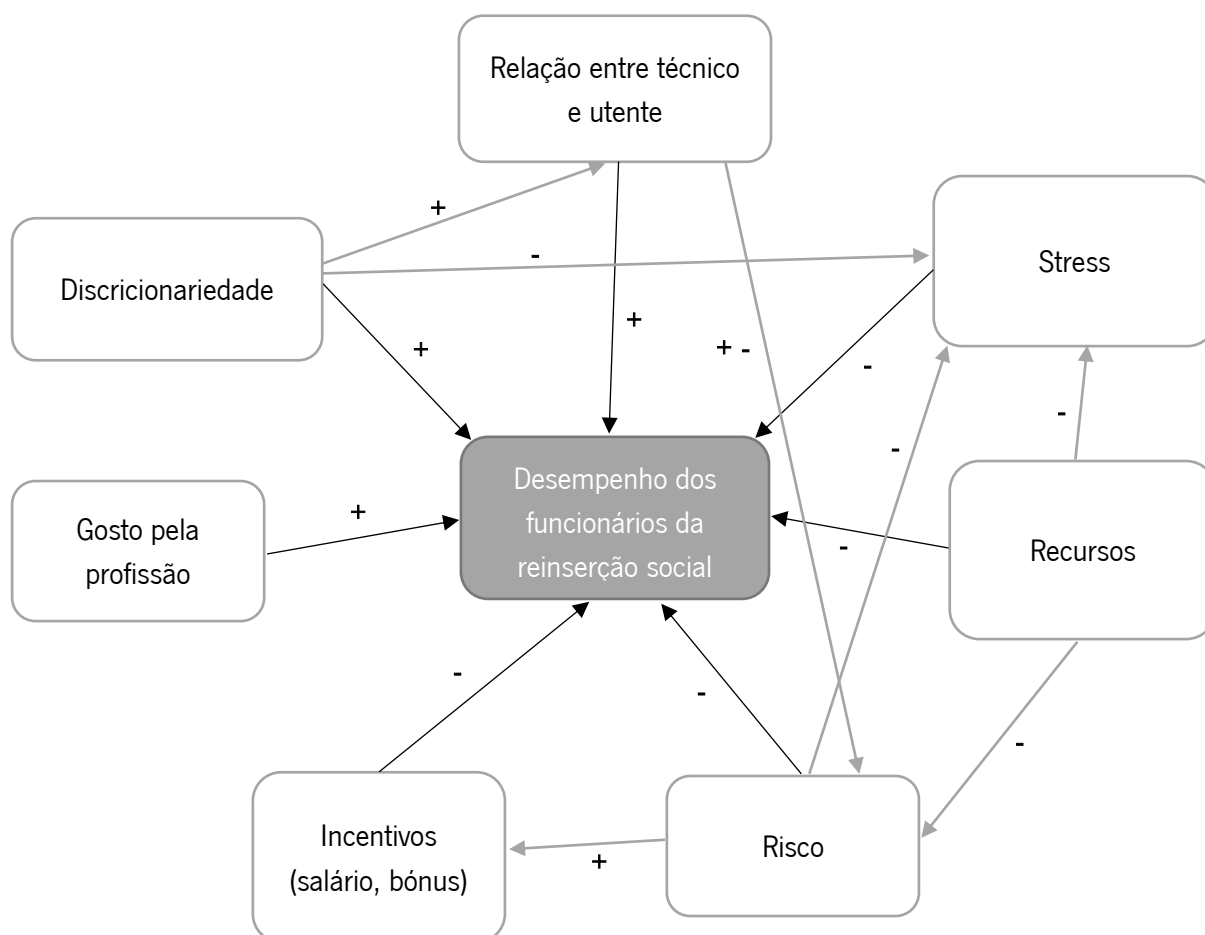 Relação entre técnico
e utente
+
-
Discricionariedade
Stress
+
+
+ -
-
-
-
Desempenho dos
funcionários da
reinserção social
Gosto pela
profissão
+
-
Recursos
-
-
-
Incentivos
(salário, bónus)
+
Risco